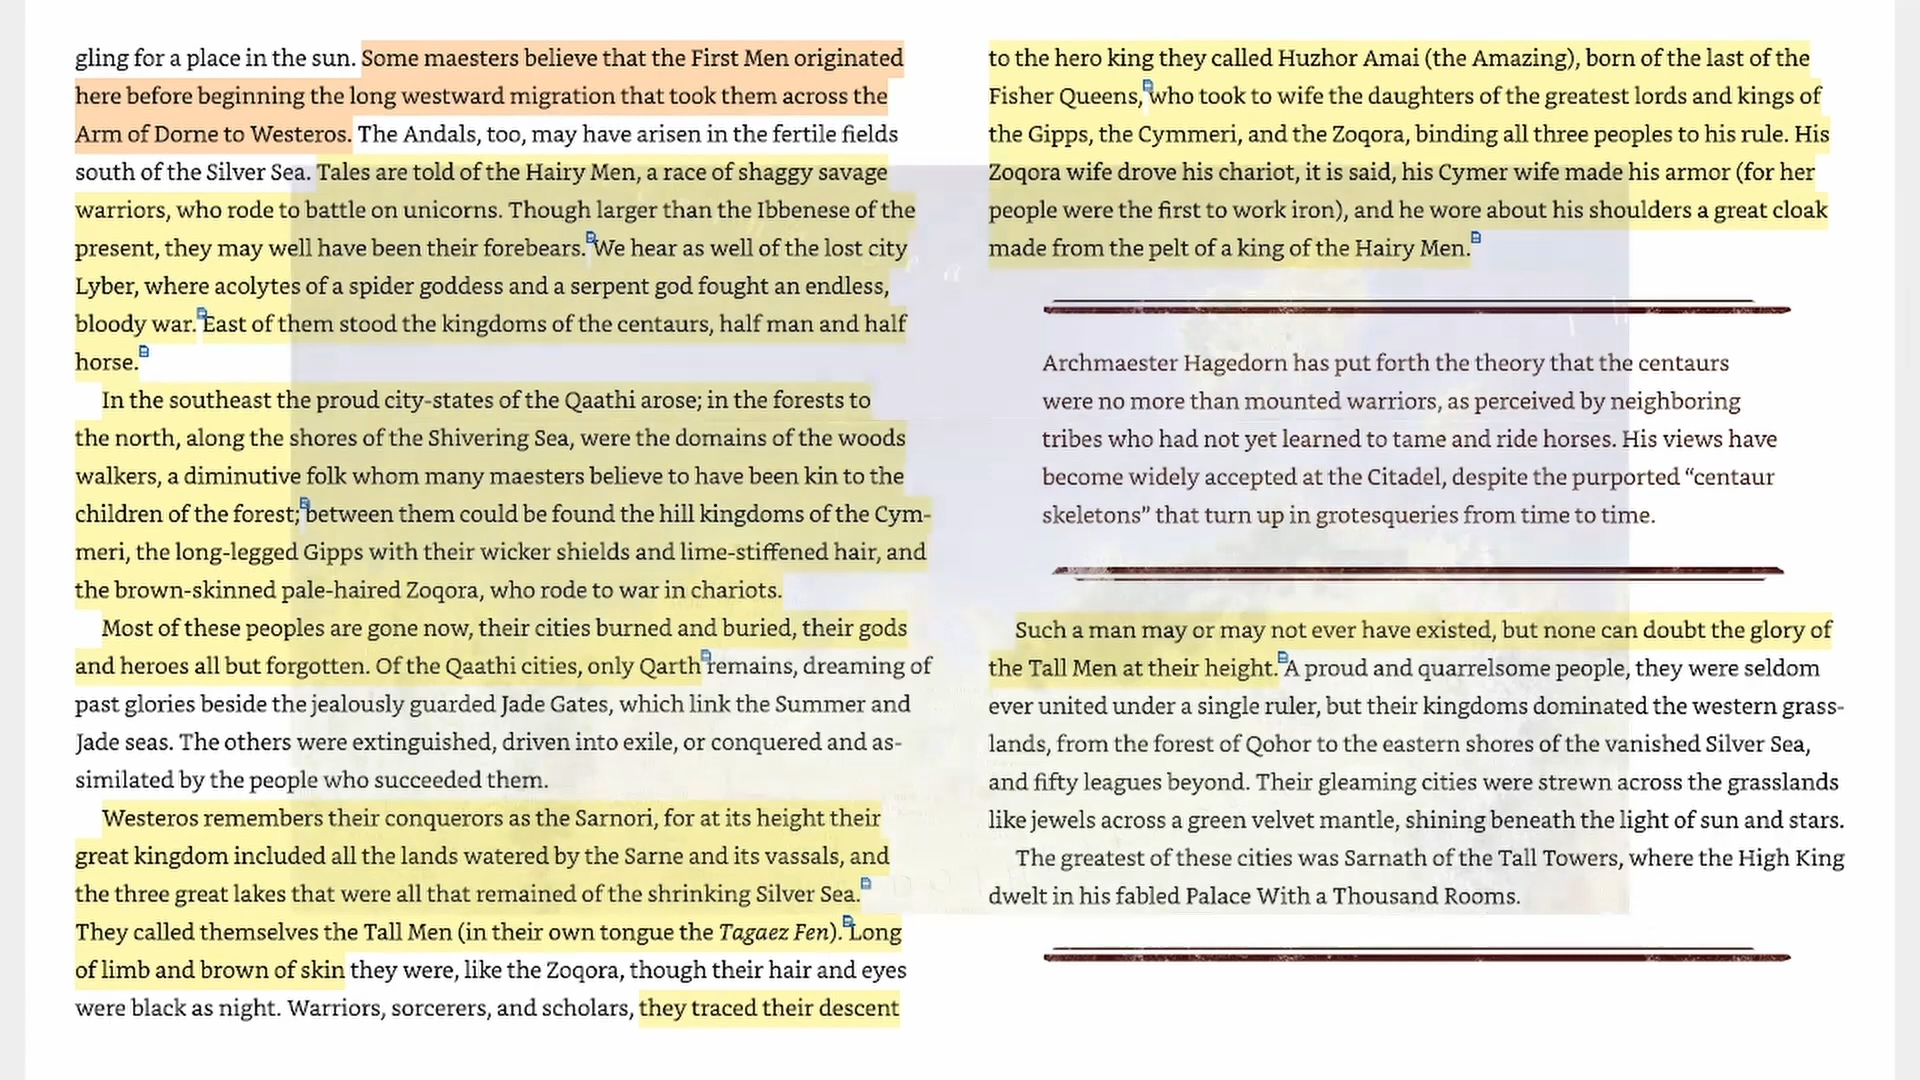 gling for a place in the sun. Some maesters believe that the First Men originated
here before beginning the long westward migration that took them across the
Arm of Dorne to Westeros. The Andals, too, may have arisen in the fertile fields
south of the Silver Sea. Tales are told of the Hairy Men, a race of shaggy savage
warriors, who rode to battle on unicorns. Though larger than the Ibbenese of the
present, they may well have been their forebears. We hear as well of the lost city
Lyber, where acolytes of a spider goddess and a serpent god fought an endless,
bloody war. East of them stood the kingdoms of the centaurs, half man and half
horse.
In the southeast the proud city-states of the Qaathi arose; in the forests to
the north, along the shores of the Shivering Sea, were the domains of the woods
walkers, a diminutive folk whom many maesters believe to have been kin to the
children of the forest; between them could be found the hill kingdoms of the Cym-
meri, the long-legged Gipps with their wicker shields and lime-stiffened hair, and
the brown-skinned pale-haired Zoqora, who rode to war in chariots.
Most of these peoples are gone now, their cities burned and buried, their gods
and heroes all but forgotten. Of the Qaathi cities, only Qarth remains, dreaming of
past glories beside the jealously guarded Jade Gates, which link the Summer and
Jade seas. The others were extinguished, driven into exile, or conquered and as-
similated by the people who succeeded them.
Westeros remembers their conquerors as the Sarnori, for at its height their
great kingdom included all the lands watered by the Sarne and its vassals, and
the three great lakes that were all that remained of the shrinking Silver Sea.
They called themselves the Tall Men (in their own tongue the Tagaez Fen). Long
of limb and brown of skin they were, like the Zoqora, though their hair and eyes
were black as night. Warriors, sorcerers, and scholars, they traced their descent
to the hero king they called Huzhor Amai (the Amazing), born of the last of the
Fisher Queens, who took to wife the daughters of the greatest lords and kings of
the Gipps, the Cymmeri, and the Zoqora, binding all three peoples to his rule. His
Zoqora wife drove his chariot, it is said, his Cymer wife made his armor (for her
people were the first to work iron), and he wore about his shoulders a great cloak
made from the pelt of a king of the Hairy Men.
Archmaester Hagedorn has put forth the theory that the centaurs
were no more than mounted warriors, as perceived by neighboring
tribes who had not yet learned to tame and ride horses. His views have
become widely accepted at the Citadel, despite the purported “centaur
skeletons” that turn up in grotesqueries from time to time.
Such a man may or may not ever have existed, but none can doubt the glory of
the Tall Men at their height. A proud and quarrelsome people, they were seldom
ever united under a single ruler, but their kingdoms dominated the western grass-
lands, from the forest of Qohor to the eastern shores of the vanished Silver Sea,
and fifty leagues beyond. Their gleaming cities were strewn across the grasslands
like jewels across a green velvet mantle, shining beneath the light of sun and stars.
The greatest of these cities was Sarnath of the Tall Towers, where the High King
dwelt in his fabled Palace With a Thousand Rooms.